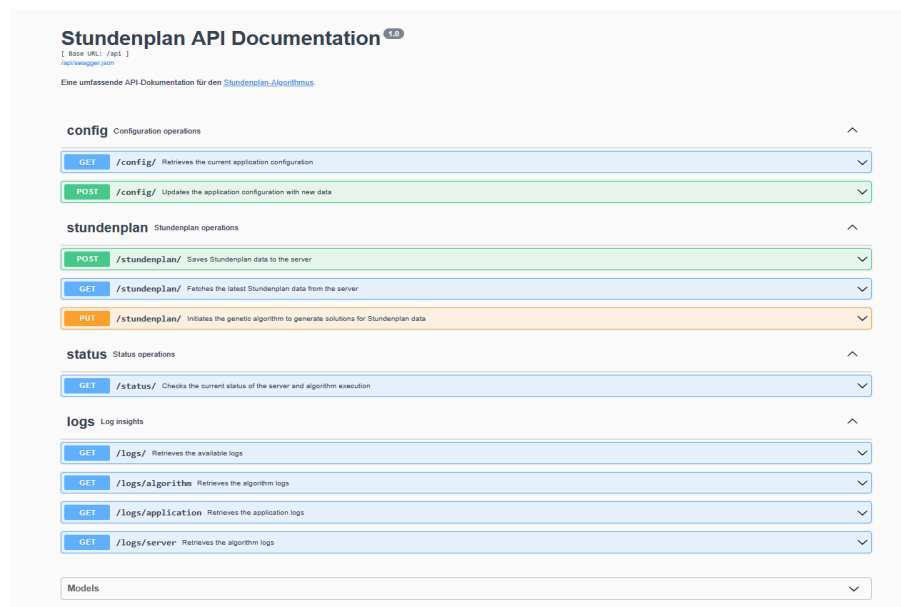 Stundenplan API Documentation 1.0
[ Base URL: /api ]
/api/swagger.json
Eine umfassende API-Dokumentation für den Stundenplan-Algorithmus.
config Configuration operations
GET /config/ Retrieves the current application configuration
POST /config/ Updates the application configuration with new data
stundenplan Stundenplan operations
POST /stundenplan/ Saves Stundenplan data to the server
GET /stundenplan/ Fetches the latest Stundenplan data from the server
PUT /stundenplan/ Initiates the genetic algorithm to generate solutions for Stundenplan data
status Status operations
GET /status/ Checks the current status of the server and algorithm execution
logs Log insights
GET /logs/ Retrieves the available logs
GET /logs/algorithm Retrieves the algorithm logs
GET /logs/application Retrieves the application logs
GET /logs/server Retrieves the algorithm logs
Models